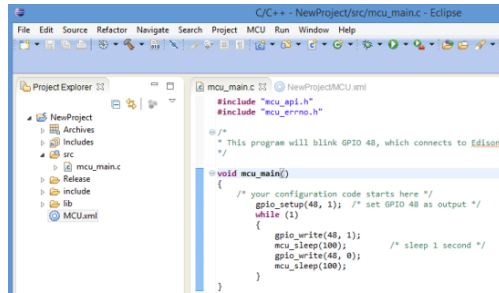 C/C++ - NewProject/src/mcu_main.c - Eclipse
File Edit Source Refactor Navigate Search Project MCU Run Window Help
Project Explorer
NewProject
Archives
Includes
src
mcu_main.c
Release
include
lib
MCU.xml
mcu_main.c NewProject/MCU.xml
#include "mcu_api.h"
#include "mcu_errno.h"
/*
* This program will blink GPIO 48, which connects to Edison
*/
void mcu_main()
{
/* your configuration code starts here */
gpio_setup(48, 1); /* set GPIO 48 as output */
while (1)
{
gpio_write(48, 1);
mcu_sleep(100); /* sleep 1 second */
gpio_write(48, 0);
mcu_sleep(100);
}
}